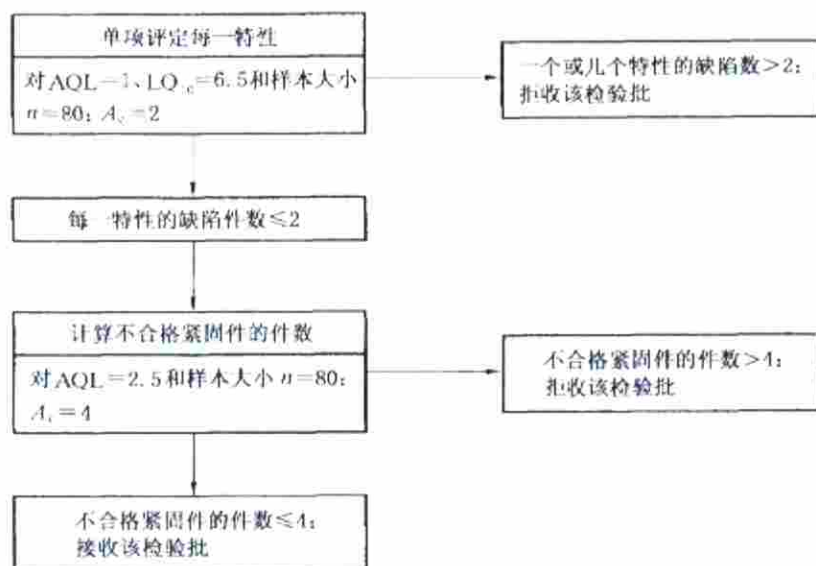 单项评定每一特性
对AQL=1、LQ₁₀=6.5和样本大小
n=80;Ac=2
一个或几个特性的缺陷数>2;
拒收该检验批
每一特性的缺陷件数≤2
计算不合格紧固件的件数
对AQL=2.5和样本大小n=80;
Ac=4
不合格紧固件的件数>4;
拒收该检验批
不合格紧固件的件数≤4;
接收该检验批